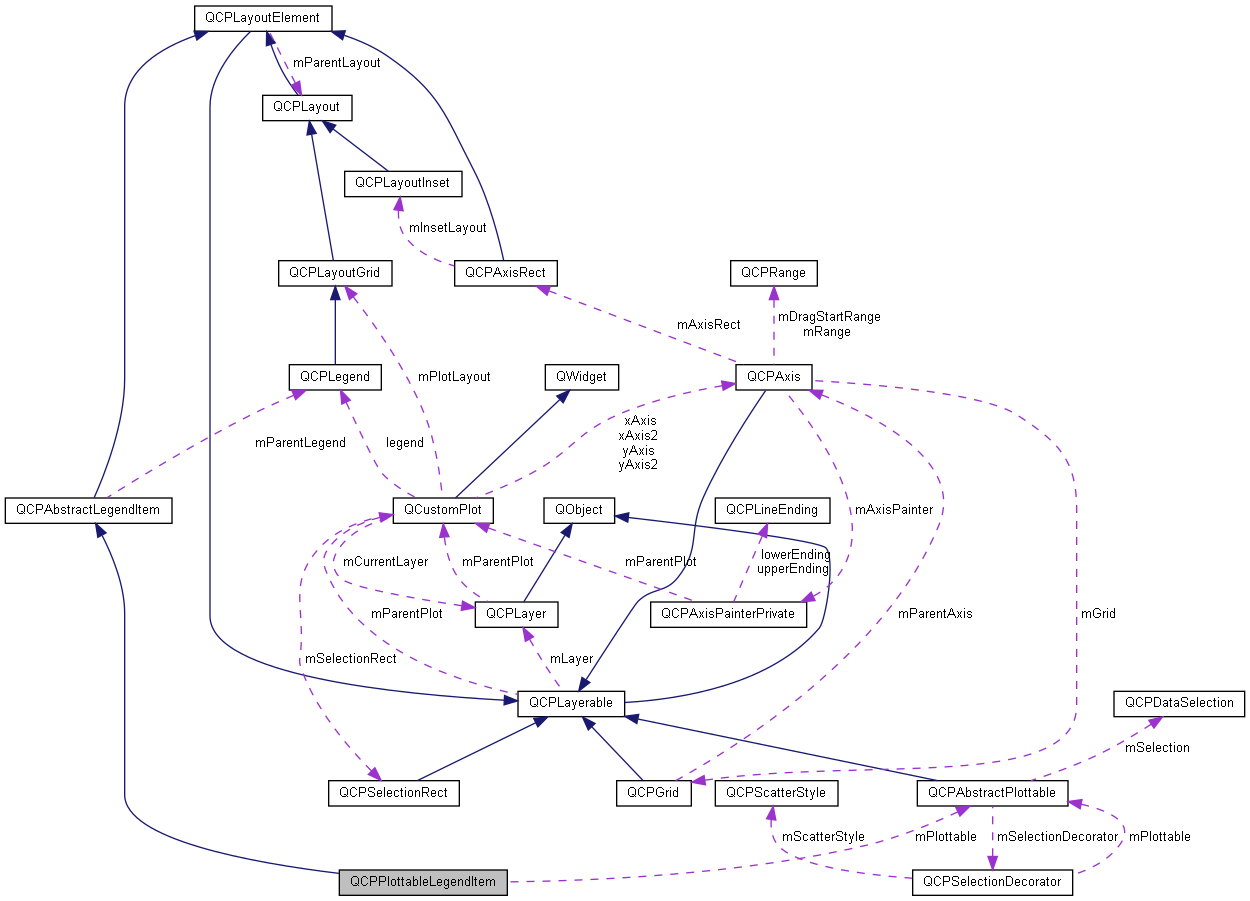 QCPLayoutElement
mParentLayout
QCPLayout
QCPLayoutInset
mInsetLayout
QCPLayoutGrid
QCPAxisRect
QCPRange
mAxisRect
mDragStartRange
mRange
QCPLegend
mPlotLayout
QWidget
QCPAxis
mParentLegend
legend
xAxis
xAxis2
yAxis
yAxis2
QCPAbstractLegendItem
QCustomPlot
QObject
QCPLineEnding
mAxisPainter
mCurrentLayer
mParentPlot
mParentPlot
lowerEnding
upperEnding
QCPLayer
QCPAxisPainterPrivate
mParentPlot
mParentAxis
mGrid
mSelectionRect
mLayer
QCPLayerable
QCPDataSelection
mSelection
QCPSelectionRect
QCPGrid
QCPScatterStyle
QCPAbstractPlottable
mScatterStyle
mPlottable
mSelectionDecorator
mPlottable
QCPPlottableLegendItem
QCPSelectionDecorator